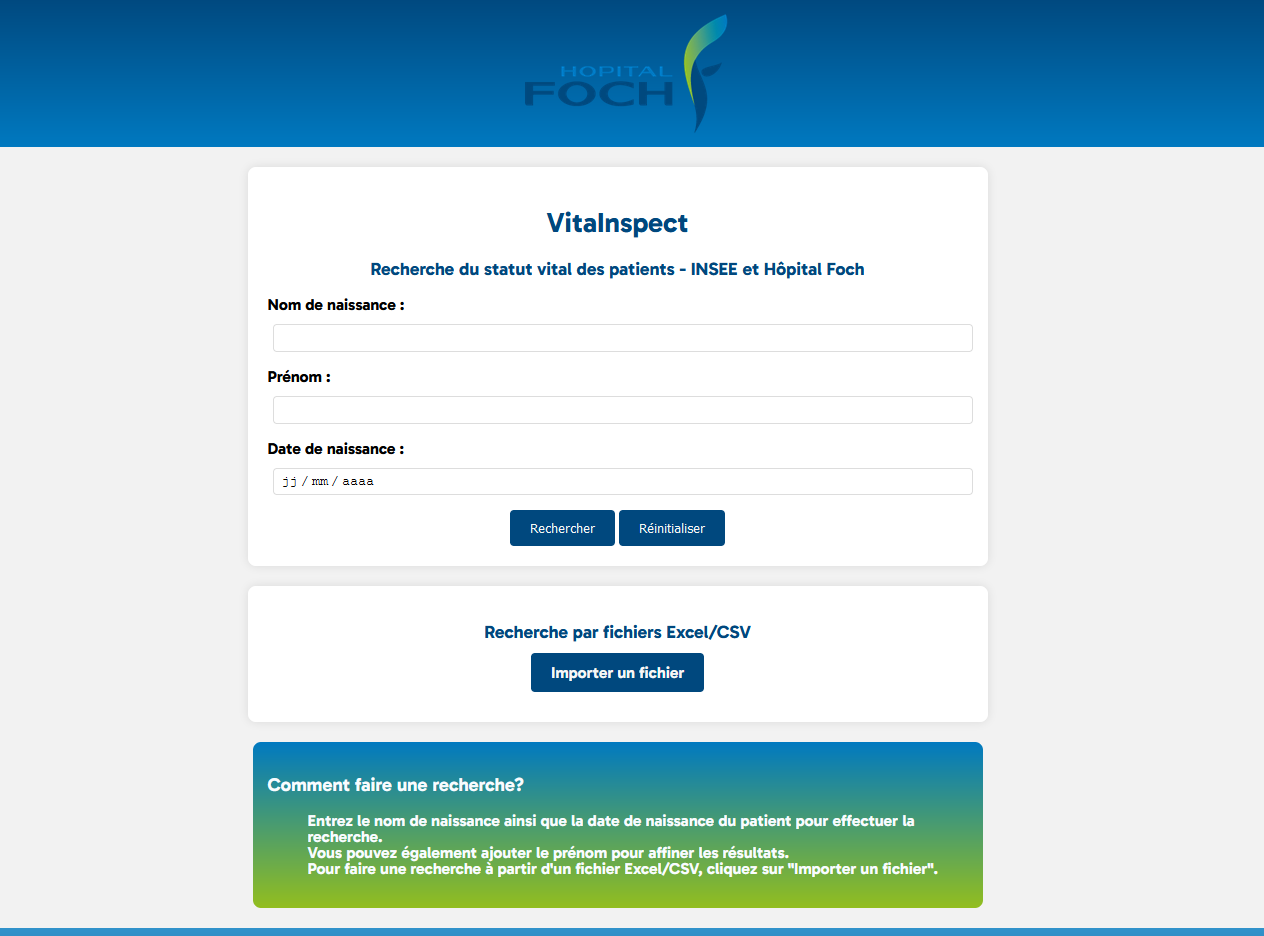 HOPITAL
FOCH
VitaInspect
Recherche du statut vital des patients - INSEE et Hôpital Foch
Nom de naissance :
Prénom :
Date de naissance :
jj / mm / aaaa
Rechercher
Réinitialiser
Recherche par fichiers Excel/CSV
Importer un fichier
Comment faire une recherche?
Entrez le nom de naissance ainsi que la date de naissance du patient pour effectuer la
recherche.
Vous pouvez également ajouter le prénom pour affiner les résultats.
Pour faire une recherche à partir d'un fichier Excel/CSV, cliquez sur "Importer un fichier".